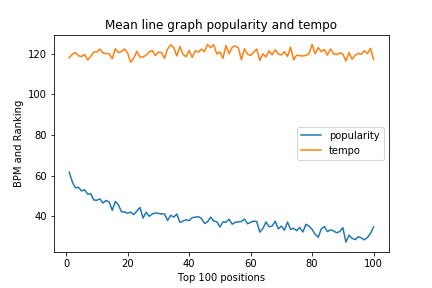 Mean line graph popularity and tempo
BPM and Ranking
120
100
80
60
40
popularity
tempo
0
20
40
60
80
100
Top 100 positions